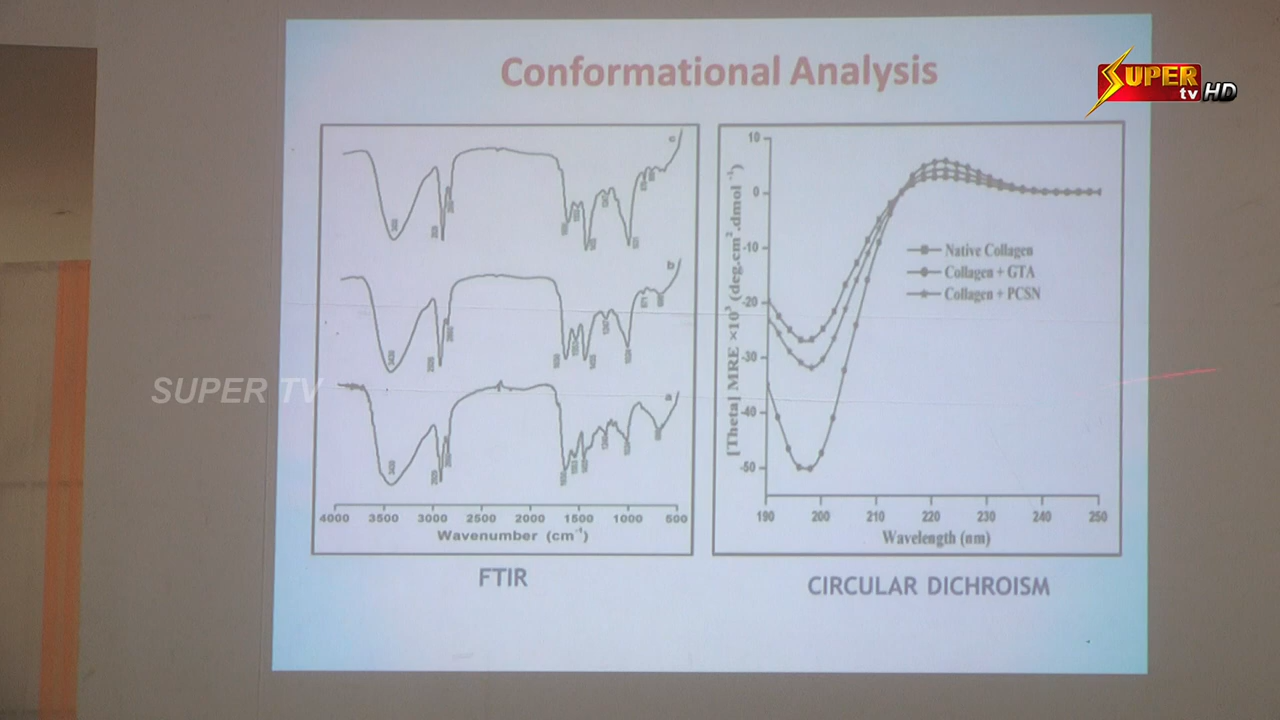 Conformational Analysis
SUPER
tv HD
c
b
a
4000 3500 3000 2500 2000 1500 1000 500
Wavenumber (cm⁻¹)
FTIR
10
0
-10
-20
-30
-40
-50
[Theta] MRE ×10³ (deg.cm².dmol⁻¹)
Native Collagen
Collagen + GTA
Collagen + PCSN
190 200 210 220 230 240 250
Wavelength (nm)
CIRCULAR DICHROISM
SUPER TV